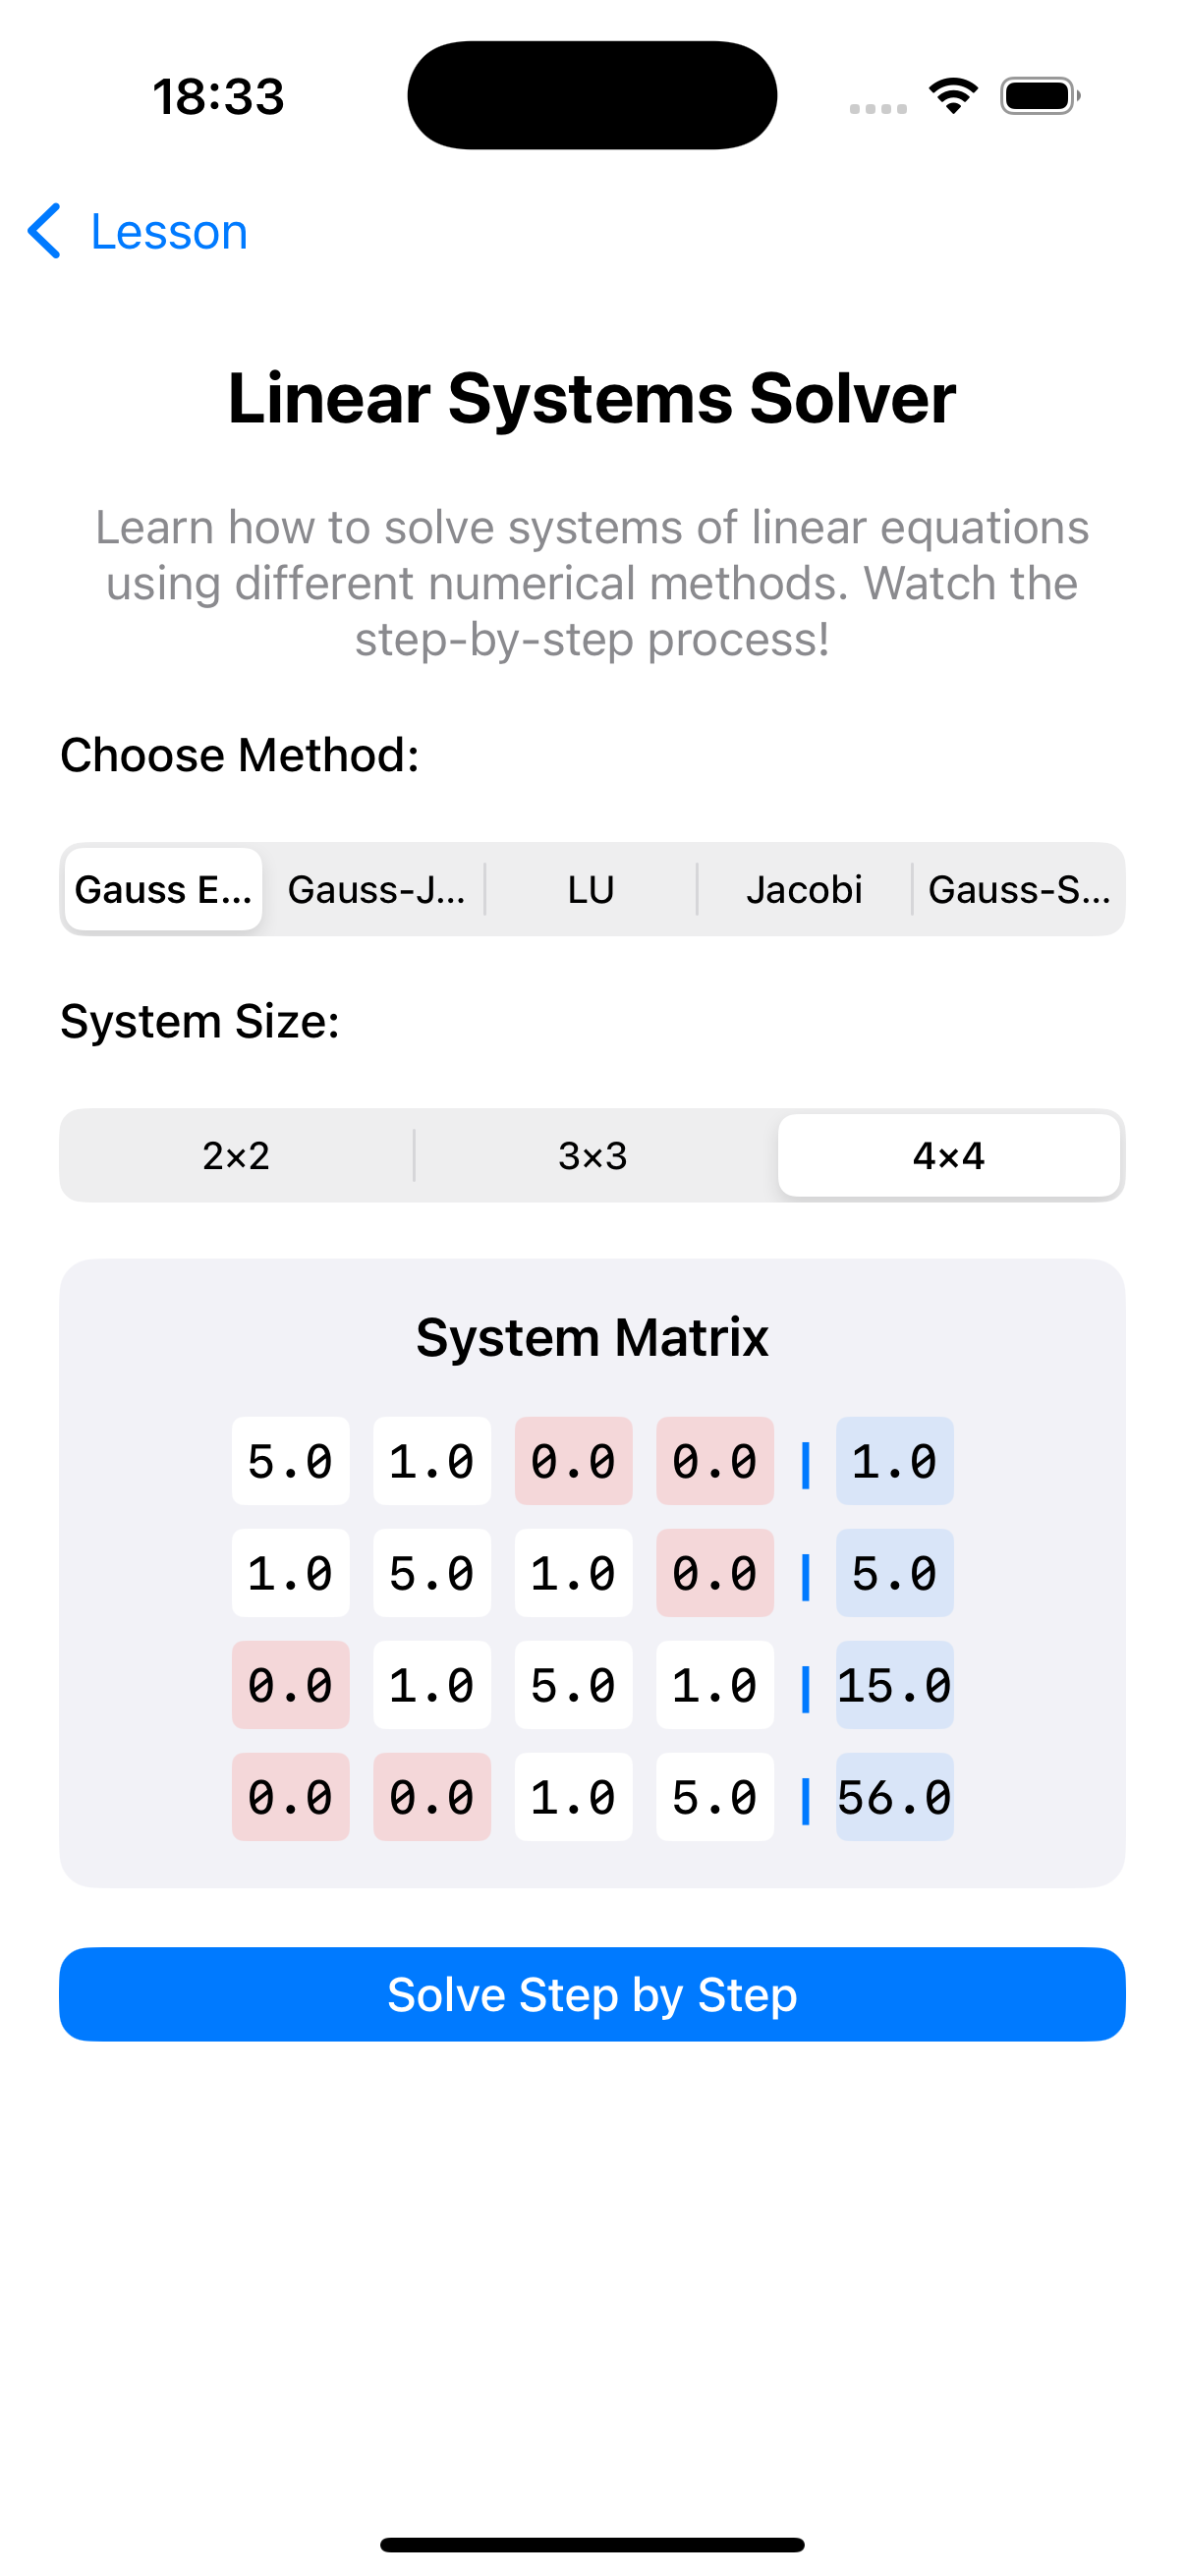 18:33
Lesson
Linear Systems Solver
Learn how to solve systems of linear equations
using different numerical methods. Watch the
step-by-step process!
Choose Method:
Gauss E... Gauss-J... LU Jacobi Gauss-S...
System Size:
2×2 3×3 4×4
System Matrix
5.0 1.0 0.0 0.0 | 1.0
1.0 5.0 1.0 0.0 | 5.0
0.0 1.0 5.0 1.0 | 15.0
0.0 0.0 1.0 5.0 | 56.0
Solve Step by Step